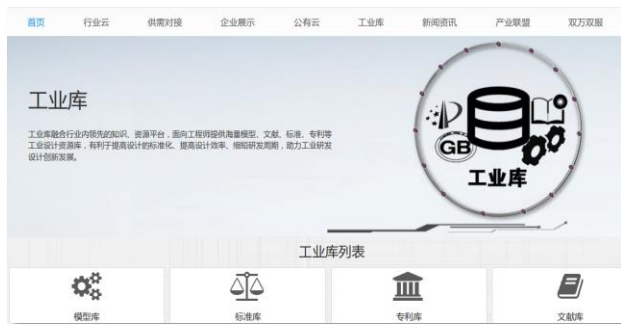 首页 行业云 供需对接 企业展示 公有云 工业库 新闻资讯 产业联盟 双万双服
工业库
工业库融合行业内领先的知识、资源平台，面向工程师提供海量模型、文献、标准、专利等
工业设计资源库，有利于提高设计的标准化、提高设计效率、缩短研发周期，助力工业研发
设计创新发展。
GB
工业库
工业库列表
模型库 标准库 专利库 文献库